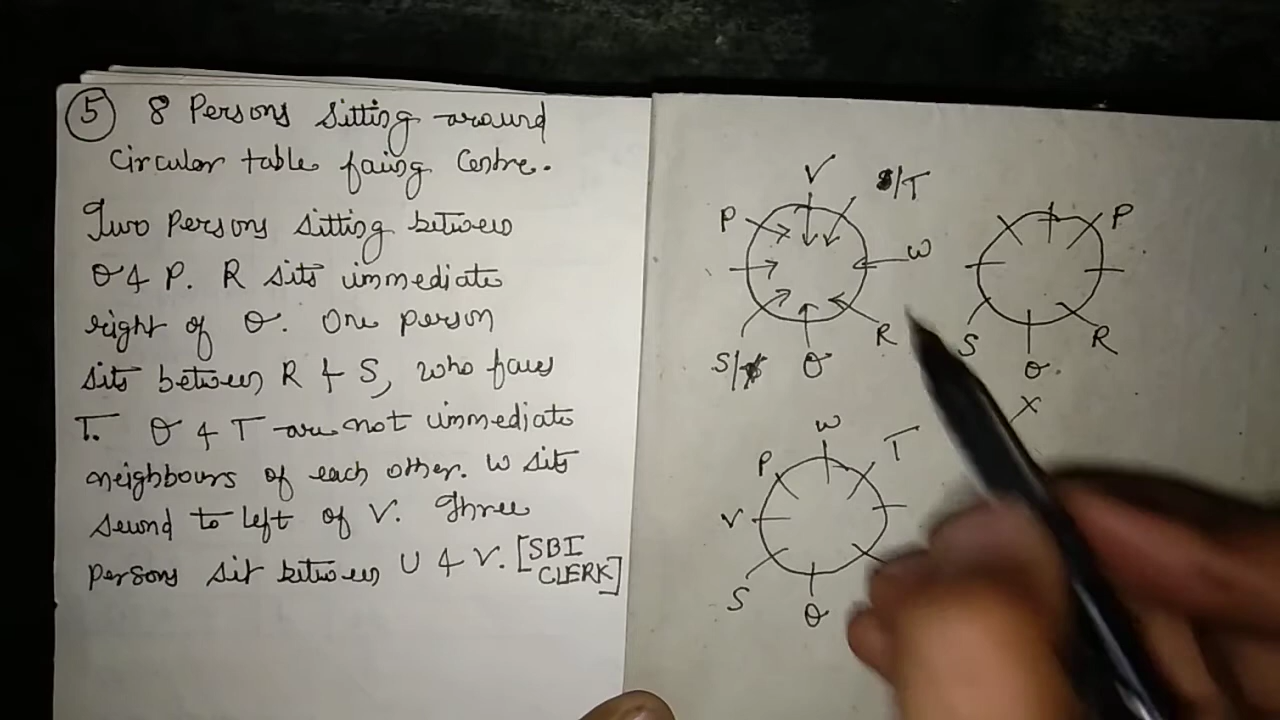 5 8 Persons sitting around
circular table faing Centre.
Two Persons sitting between
Q & P. R sits immediate
right of Q. One person
sits between R & S, who faces
T. Q & T are not immediate
neighbours of each other. W sits
second to left of V. Three
persons sit between U & V. [SBI
CLERK]
V
S/T
P
W
R
S/
Q
P
S
R
Q.
X
W
P
T
V
S
Q